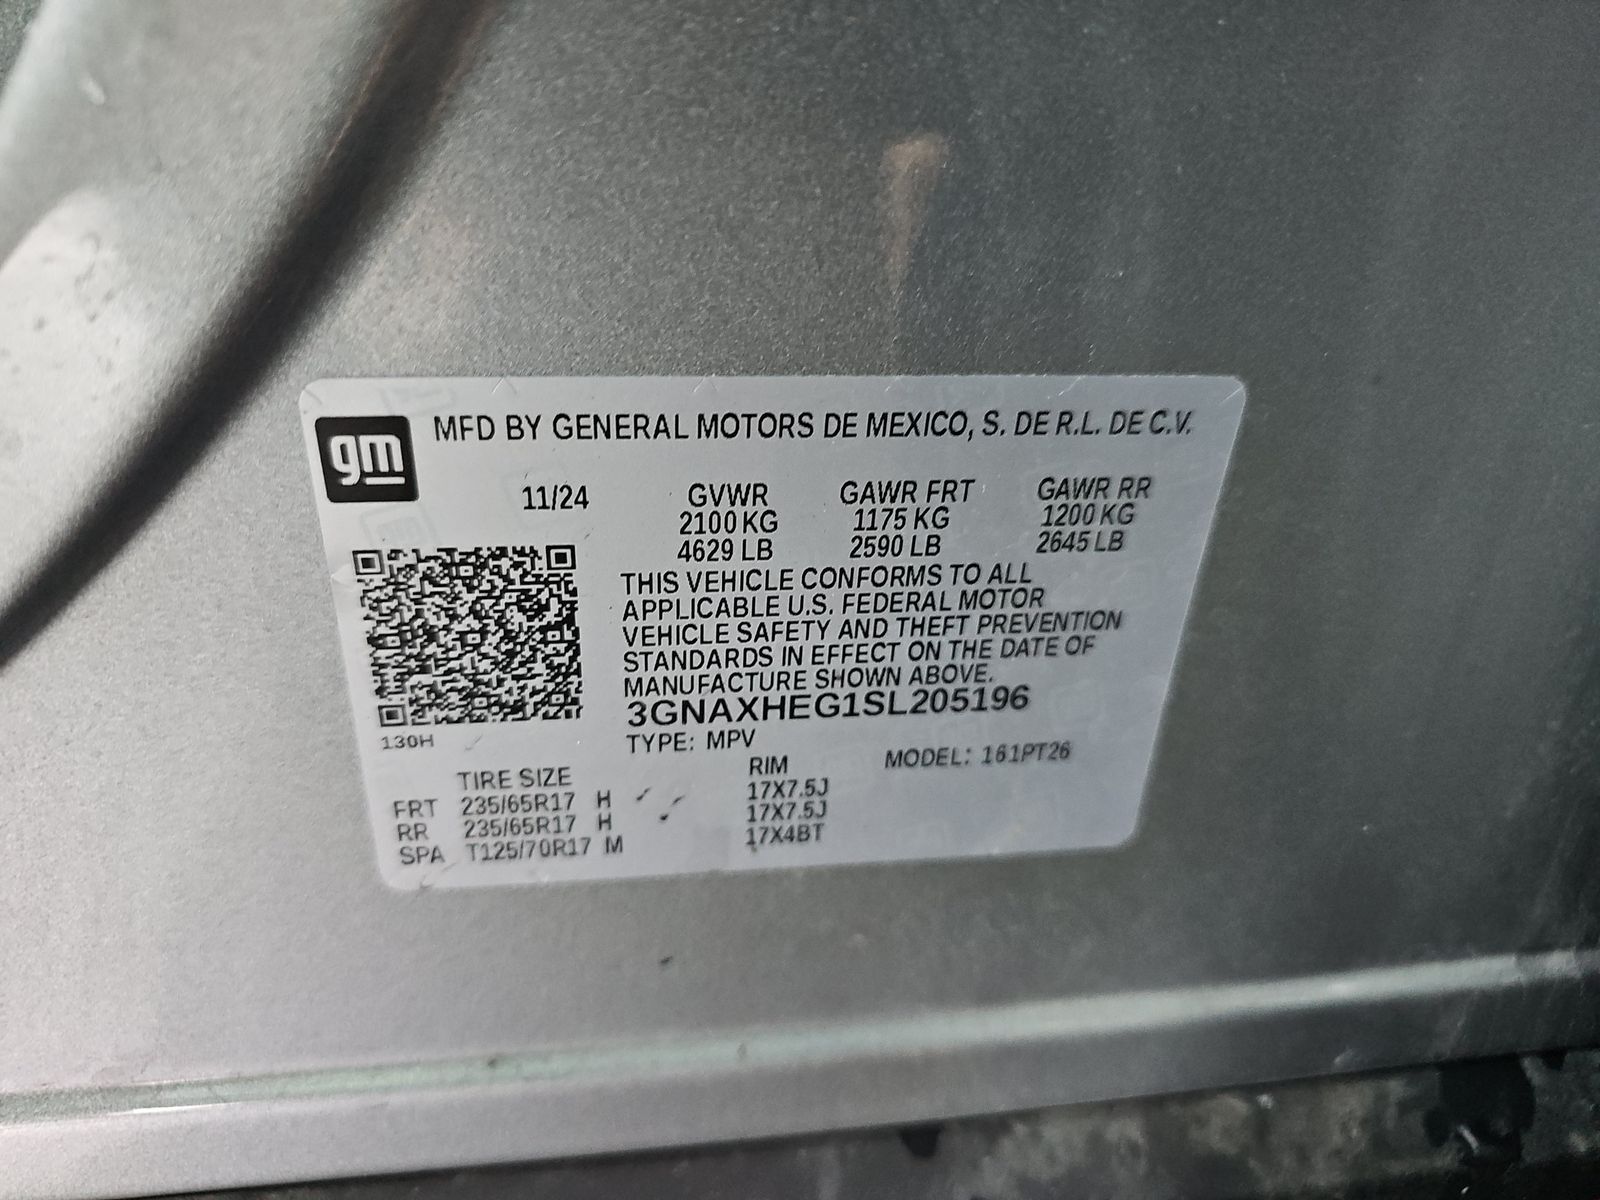 gm
MFD BY GENERAL MOTORS DE MEXICO, S. DE R.L. DE C.V.
11/24 GVWR GAWR FRT GAWR RR
2100 KG 1175 KG 1200 KG
4629 LB 2590 LB 2645 LB
THIS VEHICLE CONFORMS TO ALL
APPLICABLE U.S. FEDERAL MOTOR
VEHICLE SAFETY AND THEFT PREVENTION
STANDARDS IN EFFECT ON THE DATE OF
MANUFACTURE SHOWN ABOVE.
3GNAXHEG1SL205196
130H
TYPE: MPV MODEL: 161PT26
TIRE SIZE RIM
FRT 235/65R17 H 17X7.5J
RR 235/65R17 H 17X7.5J
SPA T125/70R17 M 17X4BT